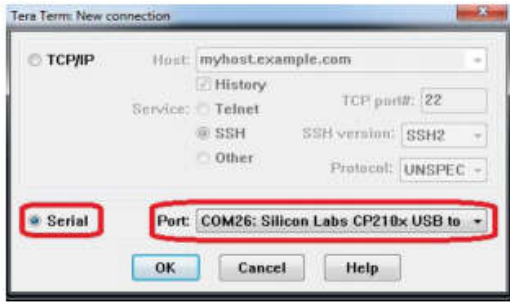 Tera Term: New connection
TCP/IP
Host: myhost.example.com
History
Service: Telnet TCP port#: 22
SSH SSH version: SSH2
Other Protocol: UNSPEC
Serial Port: COM26: Silicon Labs CP210x USB to
OK Cancel Help